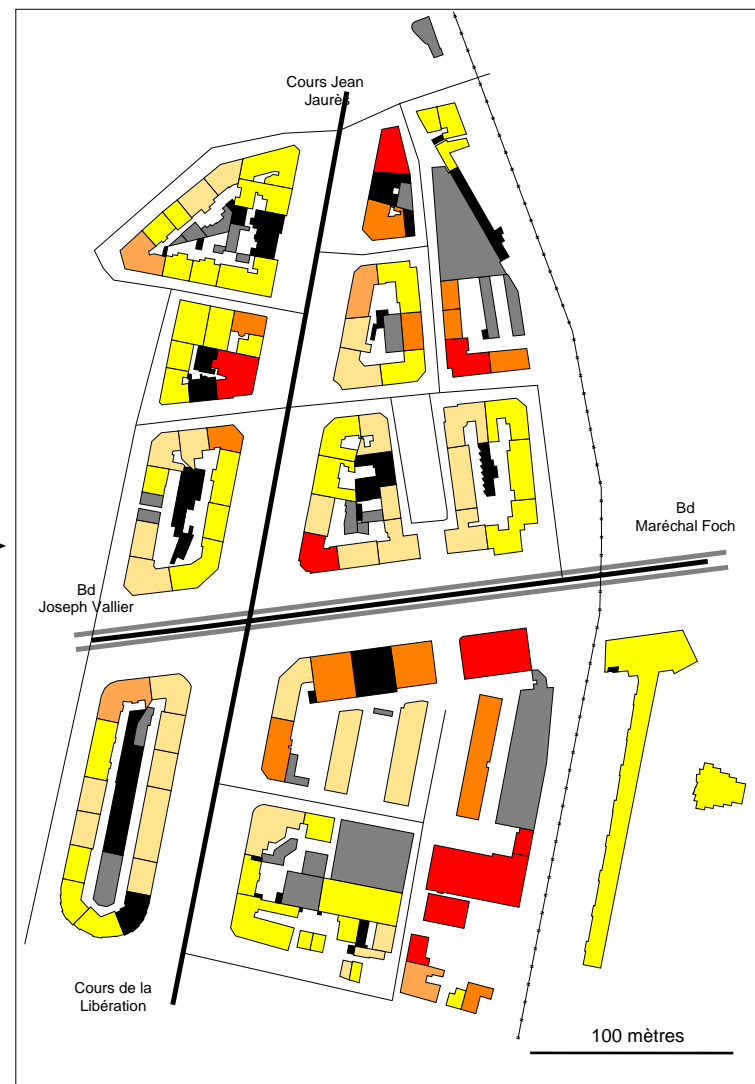 Cours Jean
Jaurès
Bd
Maréchal Foch
Bd
Joseph Vallier
Cours de la
Libération
100 mètres